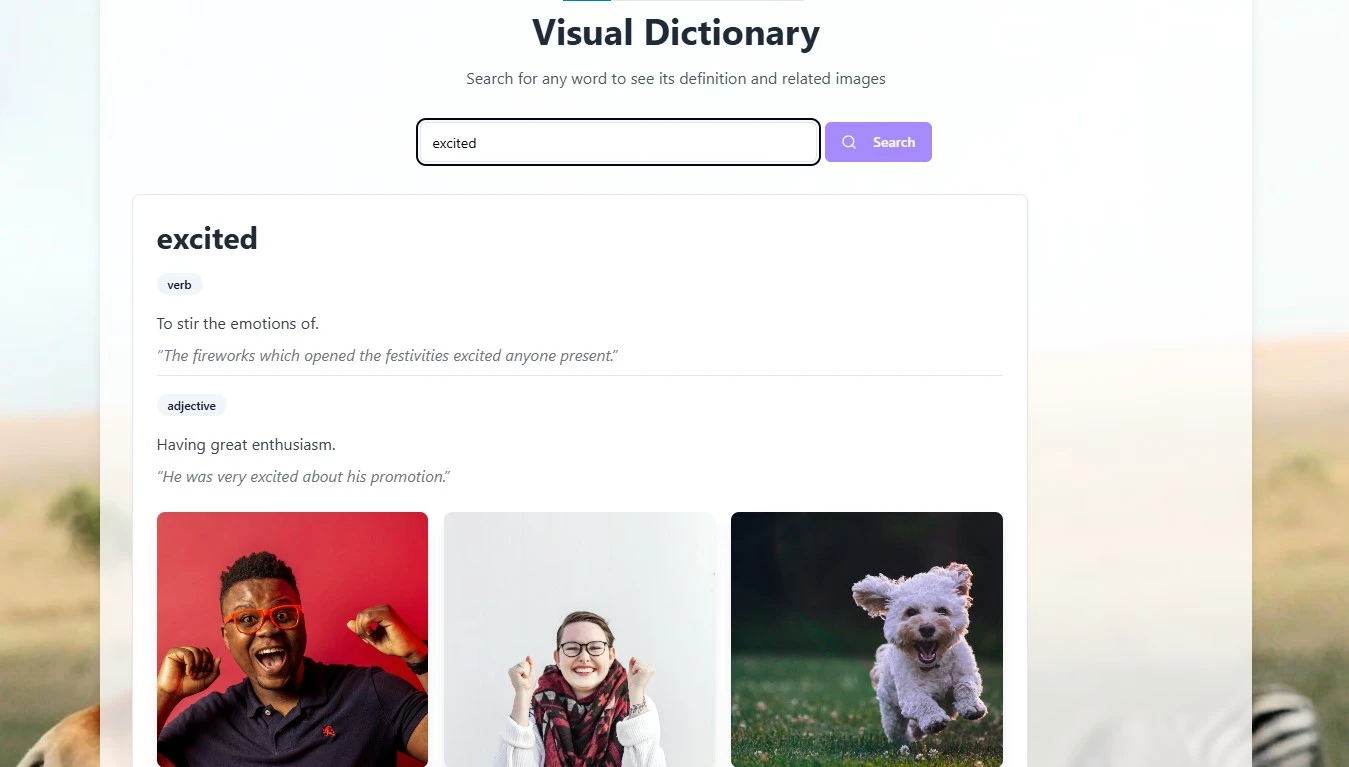 Visual Dictionary
Search for any word to see its definition and related images
excited
Search
excited
verb
To stir the emotions of.
"The fireworks which opened the festivities excited anyone present."
adjective
Having great enthusiasm.
"He was very excited about his promotion."